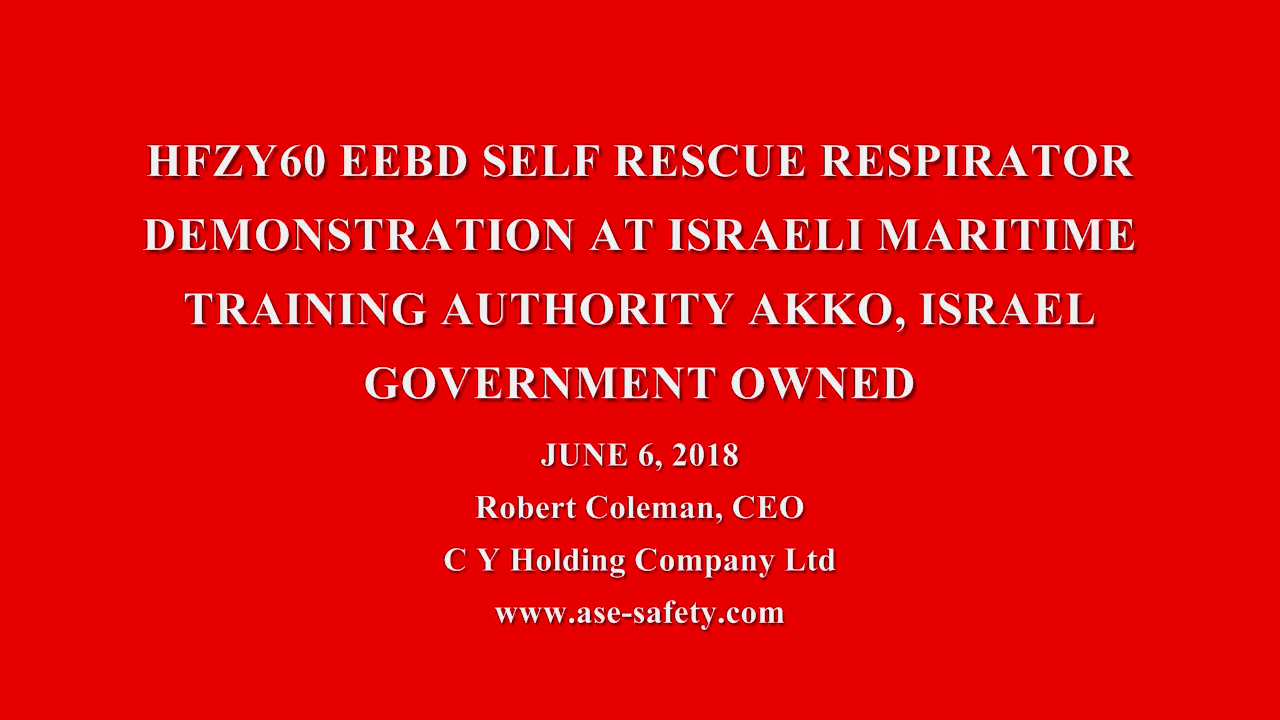 HFZY60 EEBD SELF RESCUE RESPIRATOR
DEMONSTRATION AT ISRAELI MARITIME
TRAINING AUTHORITY AKKO, ISRAEL
GOVERNMENT OWNED
JUNE 6, 2018
Robert Coleman, CEO
C Y Holding Company Ltd
www.ase-safety.com